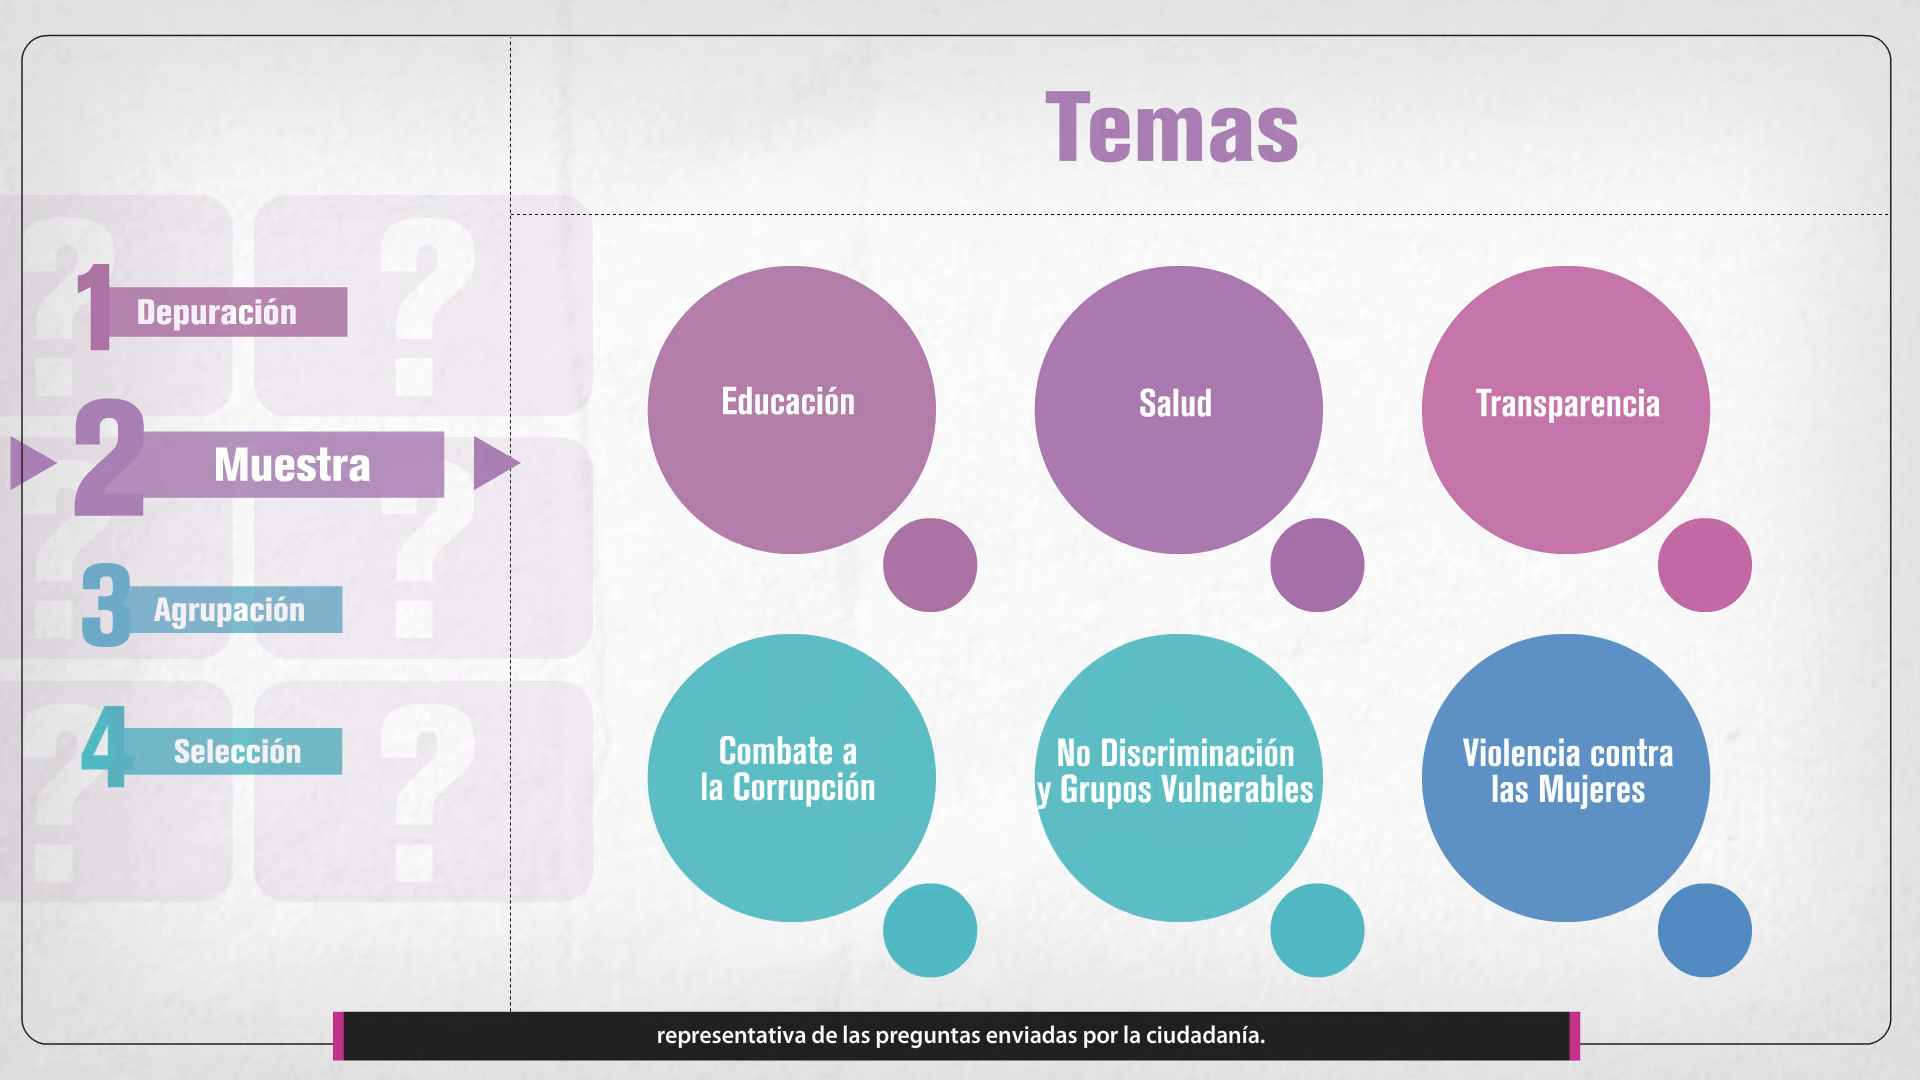 Temas
1 Depuración
2 Muestra
3 Agrupación
4 Selección
Educación
Salud
Transparencia
Combate a
la Corrupción
No Discriminación
y Grupos Vulnerables
Violencia contra
las Mujeres
representativa de las preguntas enviadas por la ciudadanía.